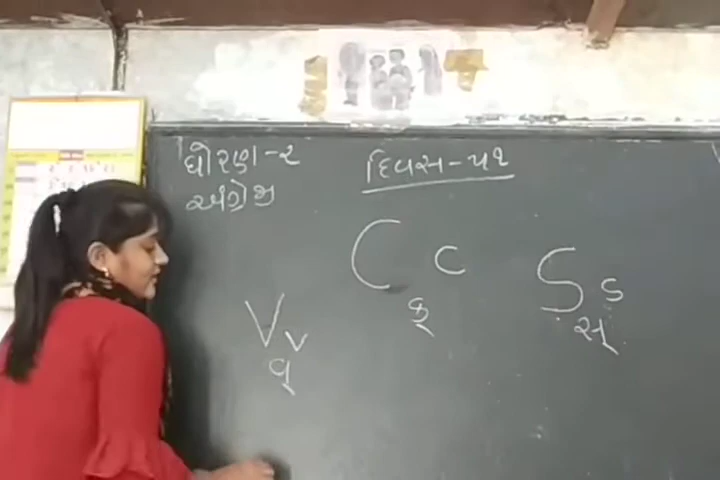 ધોરણ-૨
અંગ્રેજી
દિવસ-૫૧
C c
ક્
S s
સ્
V v
વ્